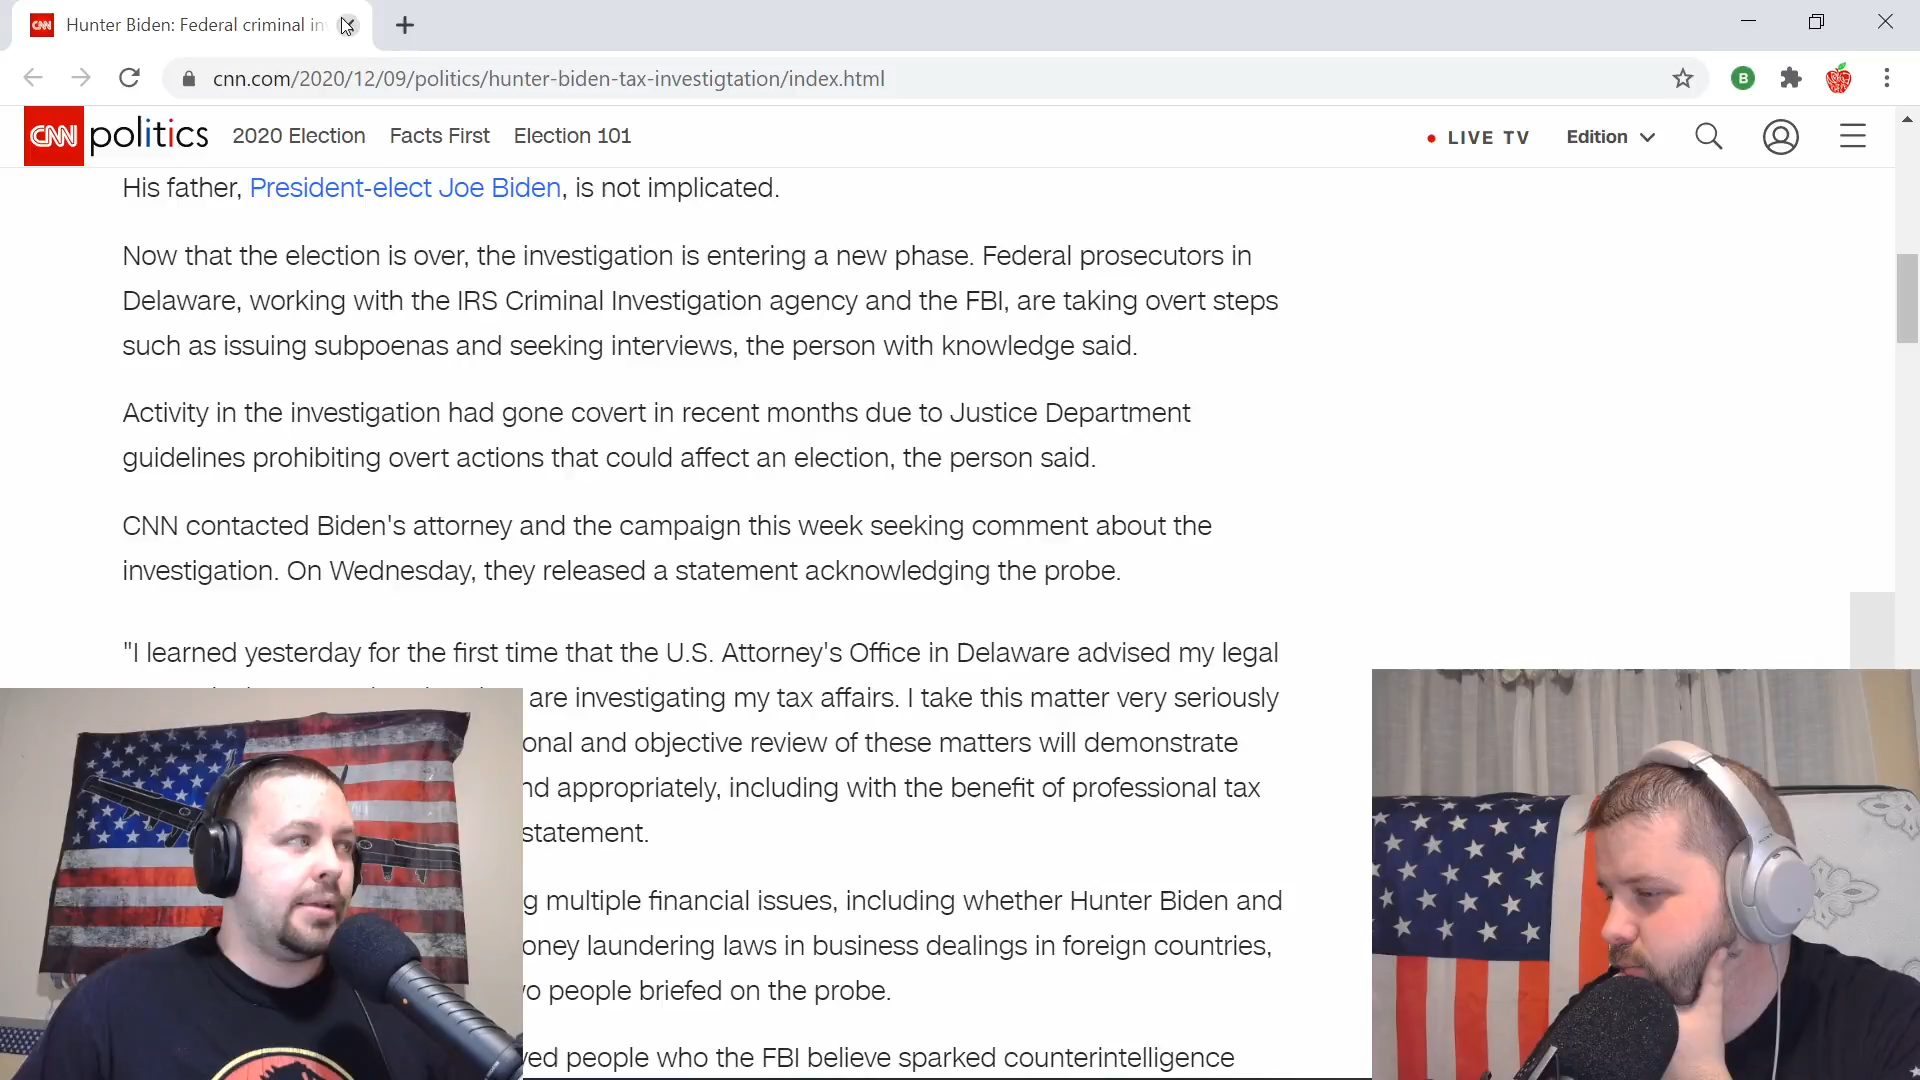 CNN Hunter Biden: Federal criminal in
cnn.com/2020/12/09/politics/hunter-biden-tax-investigtation/index.html
B
CNN politics 2020 Election Facts First Election 101 LIVE TV Edition
His father, President-elect Joe Biden, is not implicated.
Now that the election is over, the investigation is entering a new phase. Federal prosecutors in
Delaware, working with the IRS Criminal Investigation agency and the FBI, are taking overt steps
such as issuing subpoenas and seeking interviews, the person with knowledge said.
Activity in the investigation had gone covert in recent months due to Justice Department
guidelines prohibiting overt actions that could affect an election, the person said.
CNN contacted Biden's attorney and the campaign this week seeking comment about the
investigation. On Wednesday, they released a statement acknowledging the probe.
"I learned yesterday for the first time that the U.S. Attorney's Office in Delaware advised my legal
are investigating my tax affairs. I take this matter very seriously
onal and objective review of these matters will demonstrate
nd appropriately, including with the benefit of professional tax
statement.
g multiple financial issues, including whether Hunter Biden and
oney laundering laws in business dealings in foreign countries,
o people briefed on the probe.
ved people who the FBI believe sparked counterintelligence